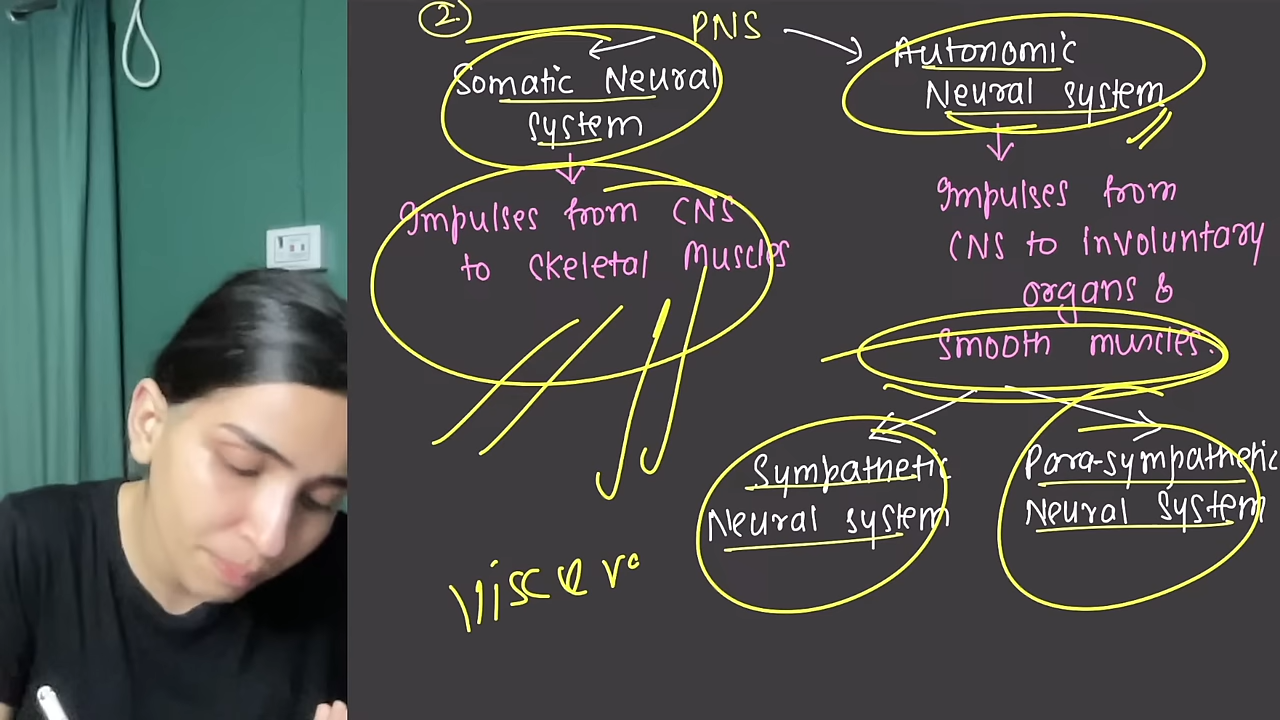 2.
PNS
Somatic Neural
system
Impulses from CNS
to skeletal Muscles
Autonomic
Neural system
Impulses from
CNS to involuntary
organs &
smooth muscles.
Sympathetic
Neural system
Para-sympathetic
Neural System
viscera